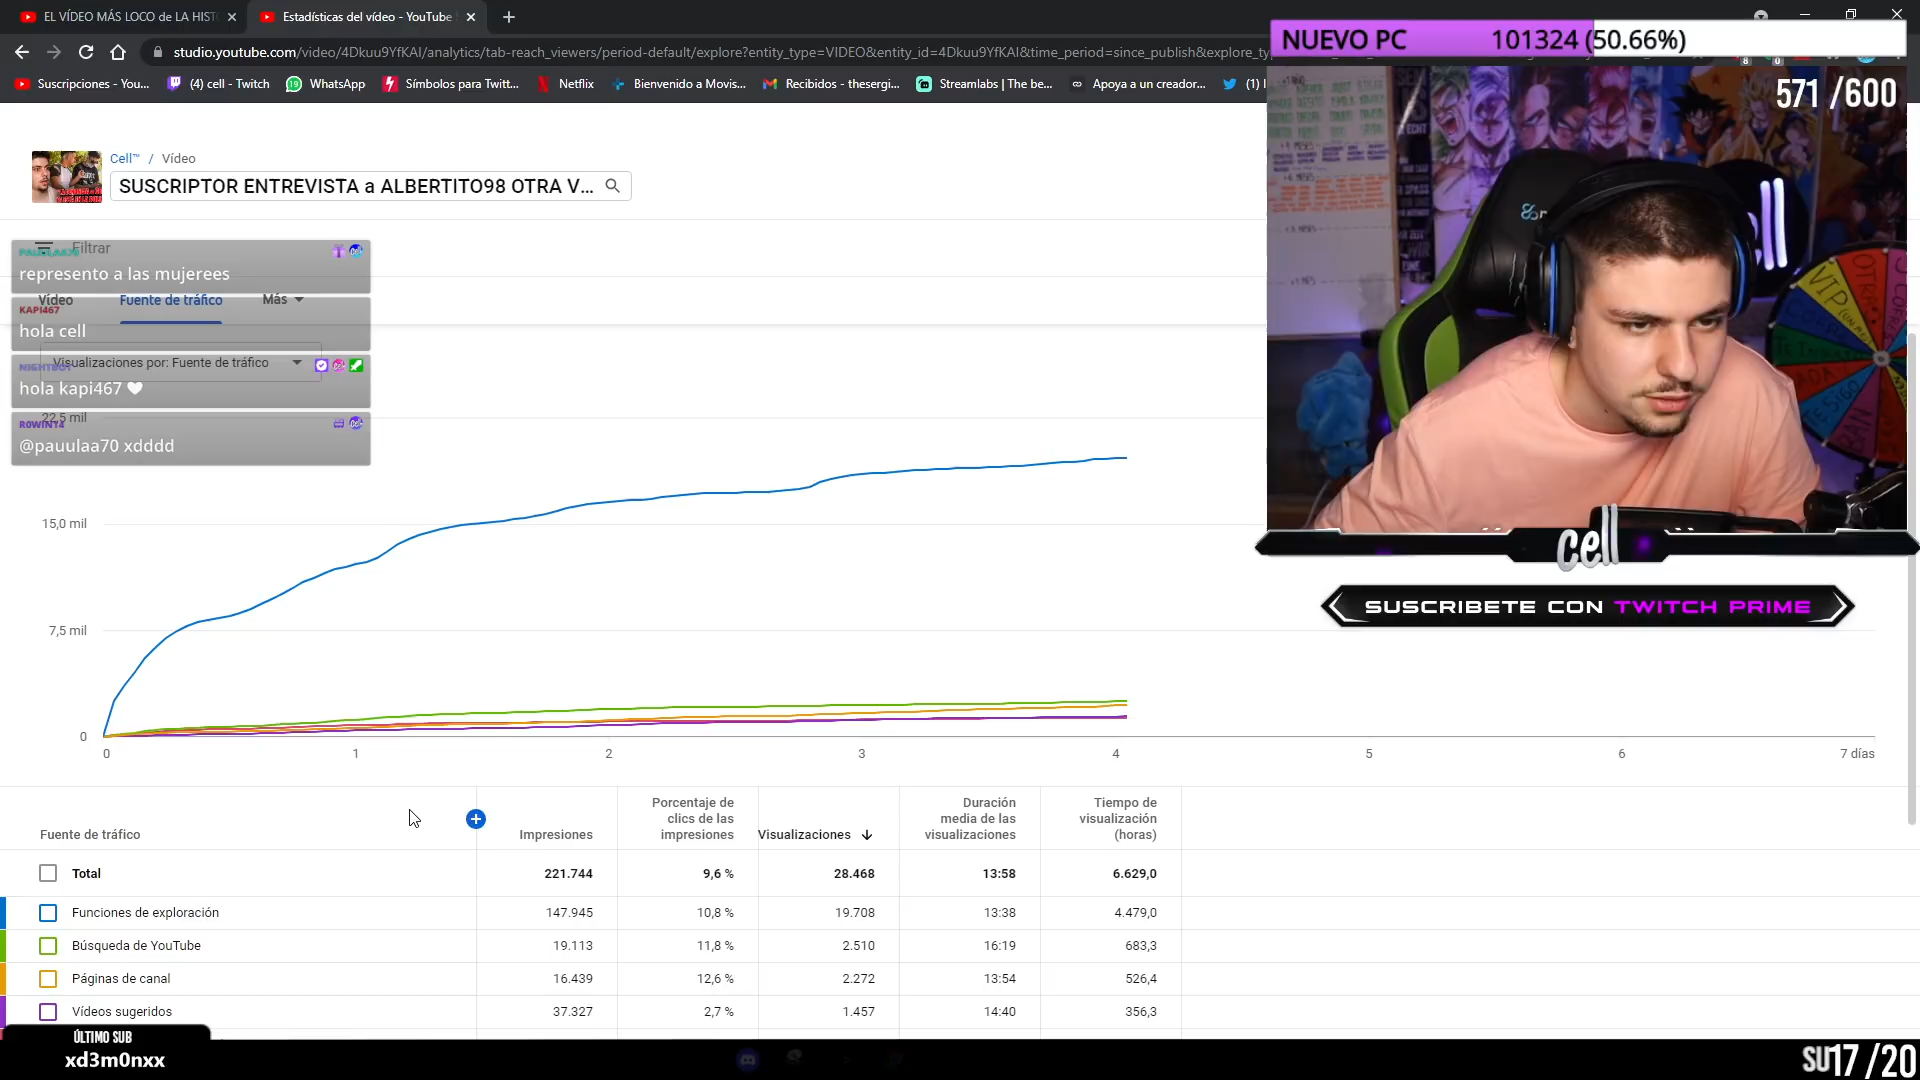 EL VÍDEO MÁS LOCO de LA HIST
Estadísticas del vídeo - YouTube
studio.youtube.com/video/4Dkuu9YfKAI/analytics/tab-reach_viewers/period-default/explore?entity_type=VIDEO&entity_id=4Dkuu9YfKAI&time_period=since_publish&explore_ty
Suscripciones - You...
(4) cell - Twitch
WhatsApp
Símbolos para Twitt...
Netflix
Bienvenido a Movis...
Recibidos - thesergi...
Streamlabs | The be...
Apoya a un creador...
(1) I
NUEVO PC 101324 (50.66%)
571 /600
Cell™ / Vídeo
SUSCRIPTOR ENTREVISTA a ALBERTITO98 OTRA V...
Filtrar
represento a las mujerees
Vídeo
Fuente de tráfico
Más
KAPI467
hola cell
Visualizaciones por: Fuente de tráfico
NIGHTBOT
hola kapi467
22,5 mil
R0WIN14
@pauulaa70 xdddd
15,0 mil
7,5 mil
0
0 1 2 3 4 5 6 7 días
cell
SUSCRIBETE CON TWITCH PRIME
VIP
Fuente de tráfico
Impresiones
Porcentaje de clics de las impresiones
Visualizaciones
Duración media de las visualizaciones
Tiempo de visualización (horas)
Total 221.744 9,6 % 28.468 13:58 6.629,0
Funciones de exploración 147.945 10,8 % 19.708 13:38 4.479,0
Búsqueda de YouTube 19.113 11,8 % 2.510 16:19 683,3
Páginas de canal 16.439 12,6 % 2.272 13:54 526,4
Vídeos sugeridos 37.327 2,7 % 1.457 14:40 356,3
ÚLTIMO SUB
xd3m0nxx
SU 17 /20